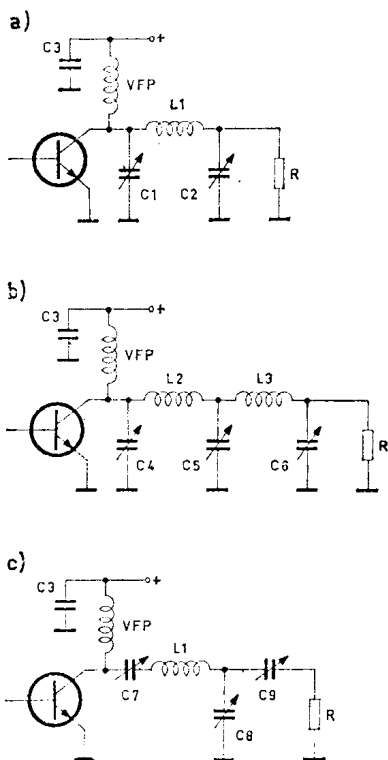 a)
C3
+
VFP
L1
C1
C2
R
b)
C3
+
VFP
L2
L3
C4
C5
C6
R
c)
C3
+
VFP
L1
C7
C9
C8
R